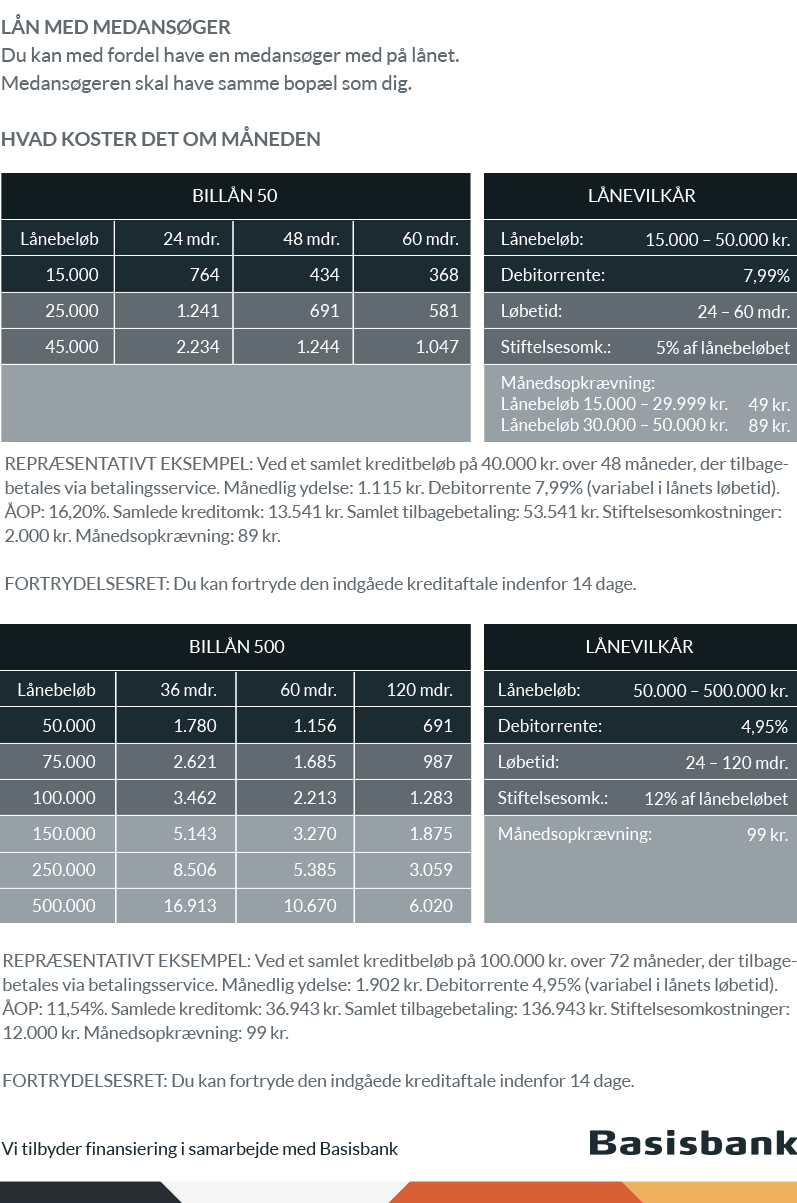 LÅN MED MEDANSØGER
Du kan med fordel have en medansøger med på lånet.
Medansøgeren skal have samme bopæl som dig.
HVAD KOSTER DET OM MÅNEDEN
BILLÅN 50
Lånebeløb 24 mdr. 48 mdr. 60 mdr.
15.000 764 434 368
25.000 1.241 691 581
45.000 2.234 1.244 1.047
LÅNEVILKÅR
Lånebeløb: 15.000 – 50.000 kr.
Debitorrente: 7,99%
Løbetid: 24 – 60 mdr.
Stiftelsesomk.: 5% af lånebeløbet
Månedsopkrævning:
Lånebeløb 15.000 – 29.999 kr. 49 kr.
Lånebeløb 30.000 – 50.000 kr. 89 kr.
REPRÆSENTATIVT EKSEMPEL: Ved et samlet kreditbeløb på 40.000 kr. over 48 måneder, der tilbage-
betales via betalingsservice. Månedlig ydelse: 1.115 kr. Debitorrente 7,99% (variabel i lånets løbetid).
ÅOP: 16,20%. Samlede kreditomk: 13.541 kr. Samlet tilbagebetaling: 53.541 kr. Stiftelsesomkostninger:
2.000 kr. Månedsopkrævning: 89 kr.
FORTRYDELSESRET: Du kan fortryde den indgåede kreditaftale indenfor 14 dage.
BILLÅN 500
Lånebeløb 36 mdr. 60 mdr. 120 mdr.
50.000 1.780 1.156 691
75.000 2.621 1.685 987
100.000 3.462 2.213 1.283
150.000 5.143 3.270 1.875
250.000 8.506 5.385 3.059
500.000 16.913 10.670 6.020
LÅNEVILKÅR
Lånebeløb: 50.000 – 500.000 kr.
Debitorrente: 4,95%
Løbetid: 24 – 120 mdr.
Stiftelsesomk.: 12% af lånebeløbet
Månedsopkrævning: 99 kr.
REPRÆSENTATIVT EKSEMPEL: Ved et samlet kreditbeløb på 100.000 kr. over 72 måneder, der tilbage-
betales via betalingsservice. Månedlig ydelse: 1.902 kr. Debitorrente 4,95% (variabel i lånets løbetid).
ÅOP: 11,54%. Samlede kreditomk: 36.943 kr. Samlet tilbagebetaling: 136.943 kr. Stiftelsesomkostninger:
12.000 kr. Månedsopkrævning: 99 kr.
FORTRYDELSESRET: Du kan fortryde den indgåede kreditaftale indenfor 14 dage.
Vi tilbyder finansiering i samarbejde med Basisbank
Basisbank